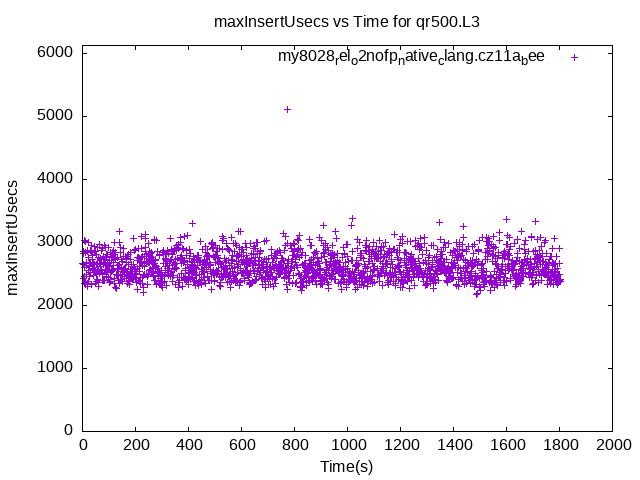 maxInsertUsecs vs Time for qr500.L3
my8028relo2nofpnativeclang.cz11abee
6000
5000
4000
3000
2000
1000
0
maxInsertUsecs
0 200 400 600 800 1000 1200 1400 1600 1800 2000
Time(s)